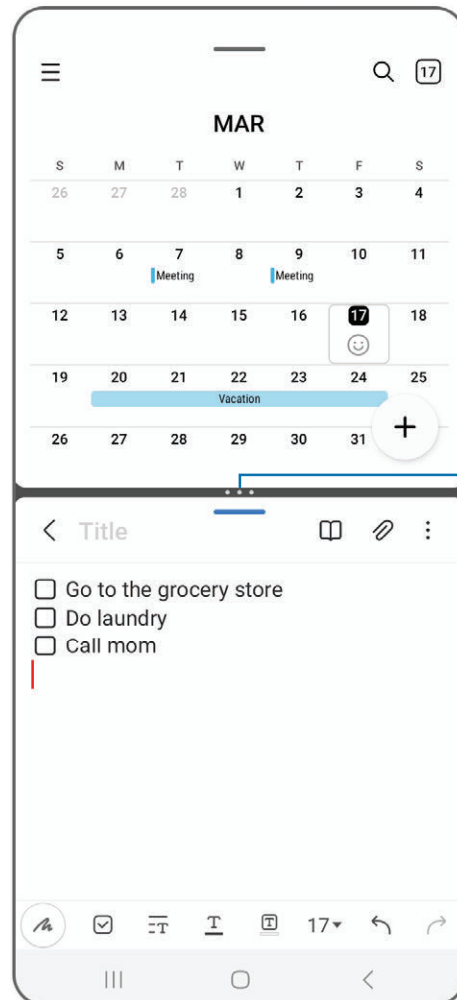 17
MAR
S M T W T F S
26 27 28 1 2 3 4
5 6 7 8 9 10 11
Meeting Meeting
12 13 14 15 16 17 18
19 20 21 22 23 24 25
Vacation
26 27 28 29 30 31
Title
Go to the grocery store
Do laundry
Call mom
T T T 17